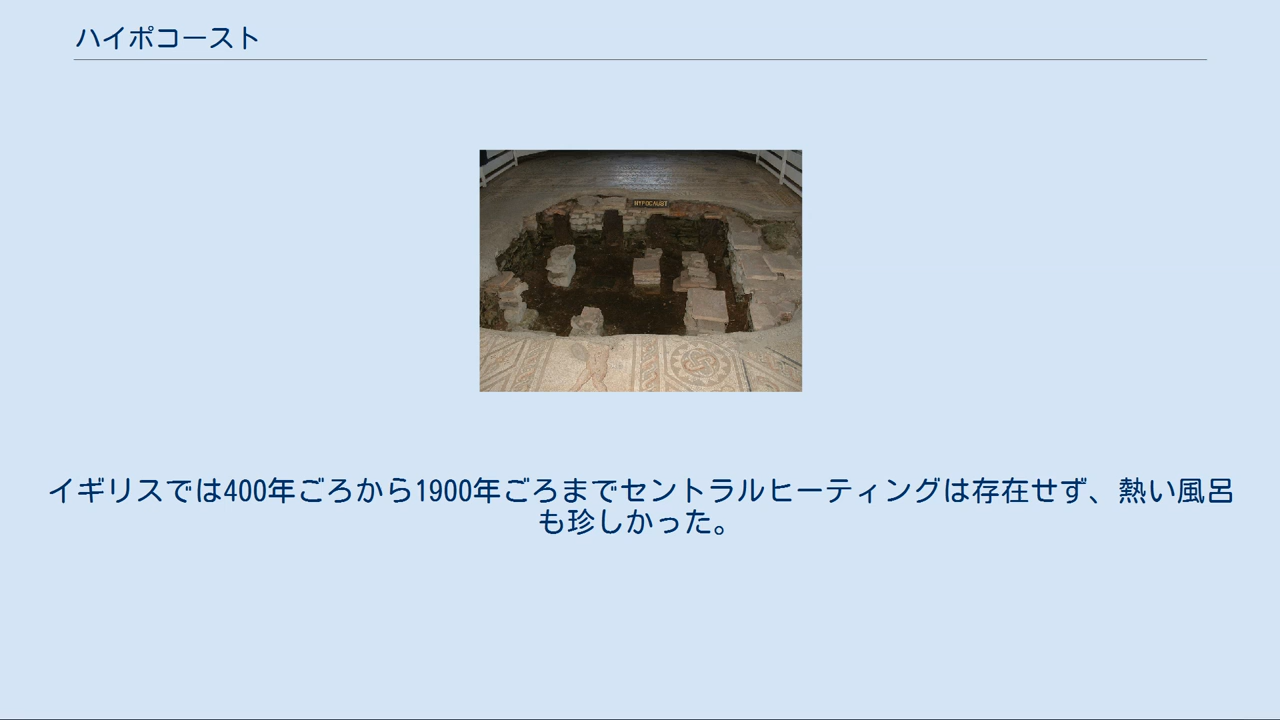 ハイポコースト
HYPOCAUST
イギリスでは400年ごろから1900年ごろまでセントラルヒーティングは存在せず、熱い風呂
も珍しかった。